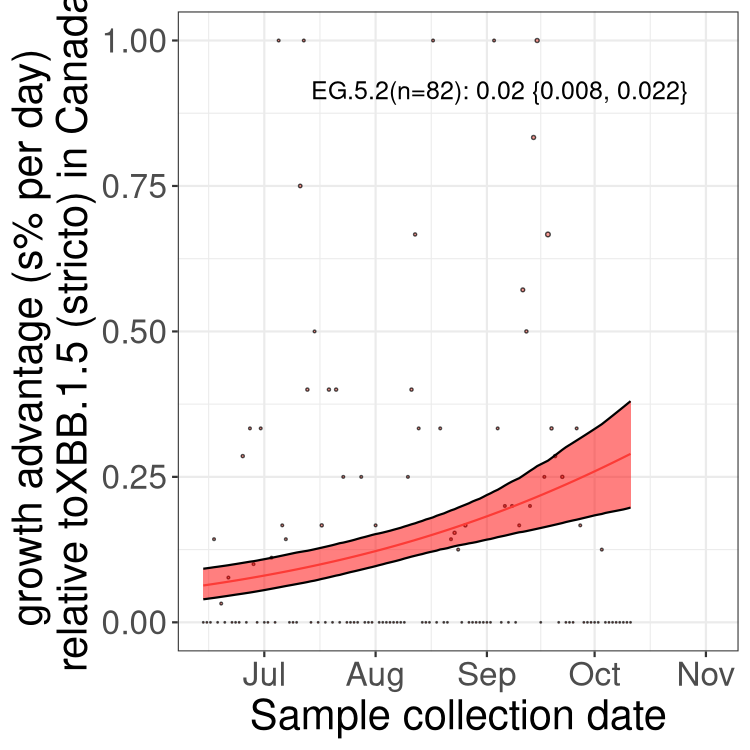 growth advantage (s% per day)
relative toXBB.1.5 (stricto) in Canada
1.00
0.75
0.50
0.25
0.00
EG.5.2(n=82): 0.02 {0.008, 0.022}
Jul Aug Sep Oct Nov
Sample collection date